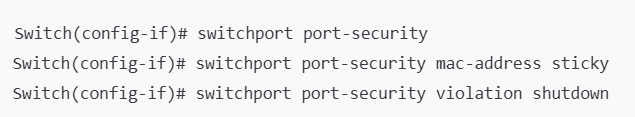 Switch(config-if)# switchport port-security
Switch(config-if)# switchport port-security mac-address sticky
Switch(config-if)# switchport port-security violation shutdown